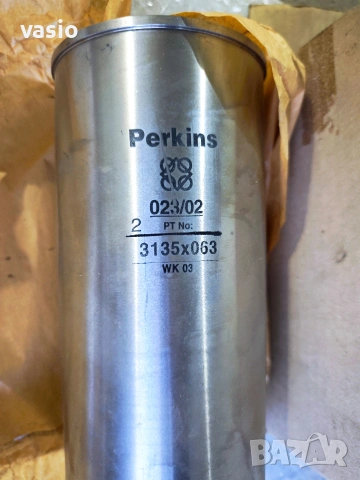 vasio
Perkins
023/02
2 PT No:
3135x063
WK 03
BAZAR